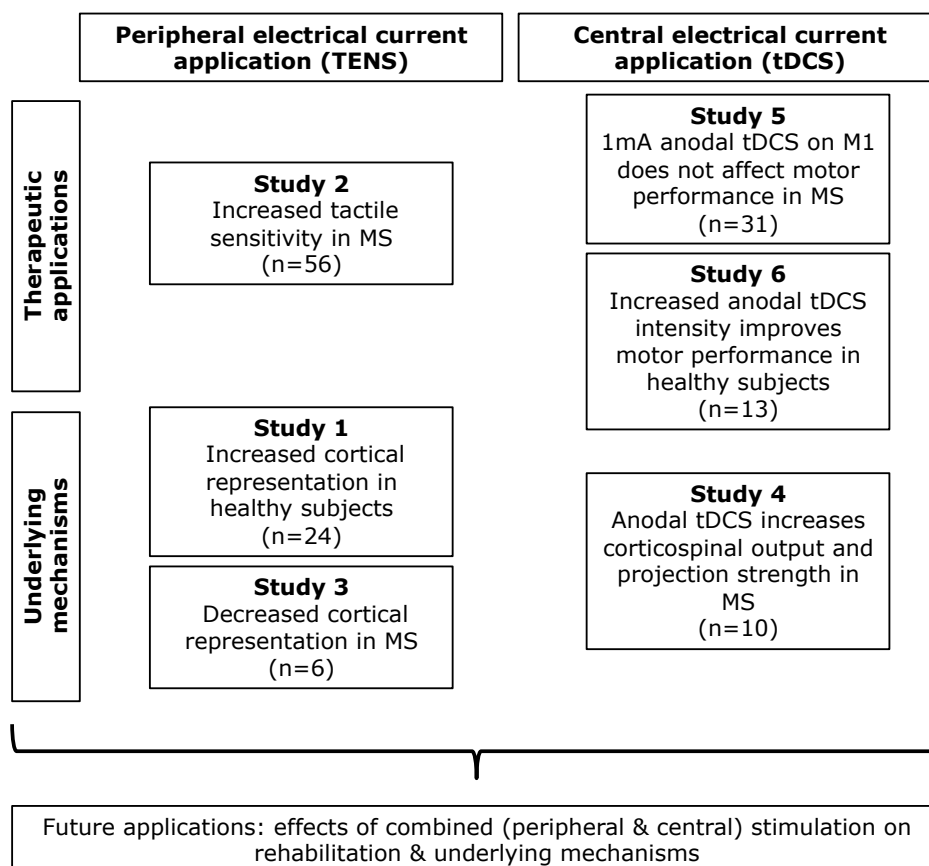 Peripheral electrical current
application (TENS)
Central electrical current
application (tDCS)
Therapeutic
applications
Study 2
Increased tactile
sensitivity in MS
(n=56)
Study 5
1mA anodal tDCS on M1
does not affect motor
performance in MS
(n=31)
Study 6
Increased anodal tDCS
intensity improves
motor performance in
healthy subjects
(n=13)
Underlying
mechanisms
Study 1
Increased cortical
representation in
healthy subjects
(n=24)
Study 3
Decreased cortical
representation in MS
(n=6)
Study 4
Anodal tDCS increases
corticospinal output and
projection strength in
MS
(n=10)
Future applications: effects of combined (peripheral & central) stimulation on
rehabilitation & underlying mechanisms